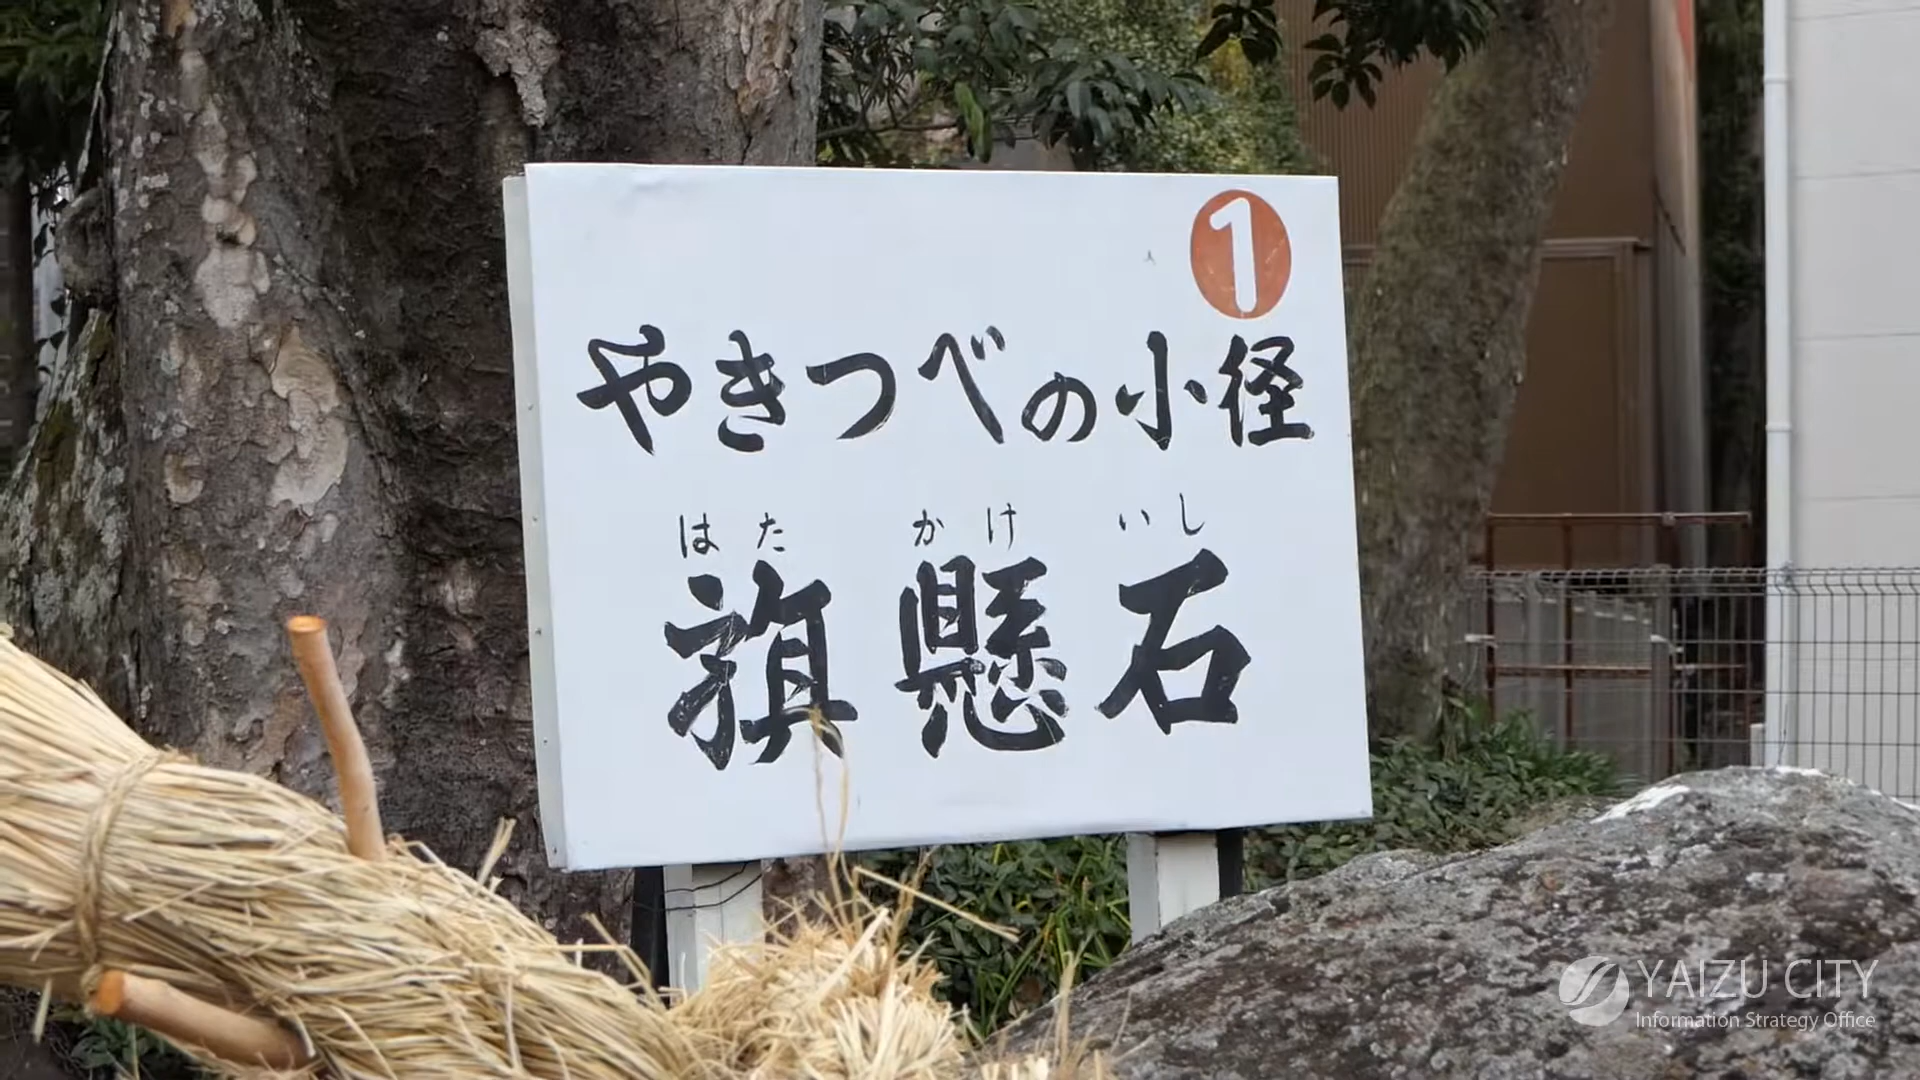 1
やきつべの小径
はた かけ いし
旗懸石
YAIZU CITY
Information Strategy Office